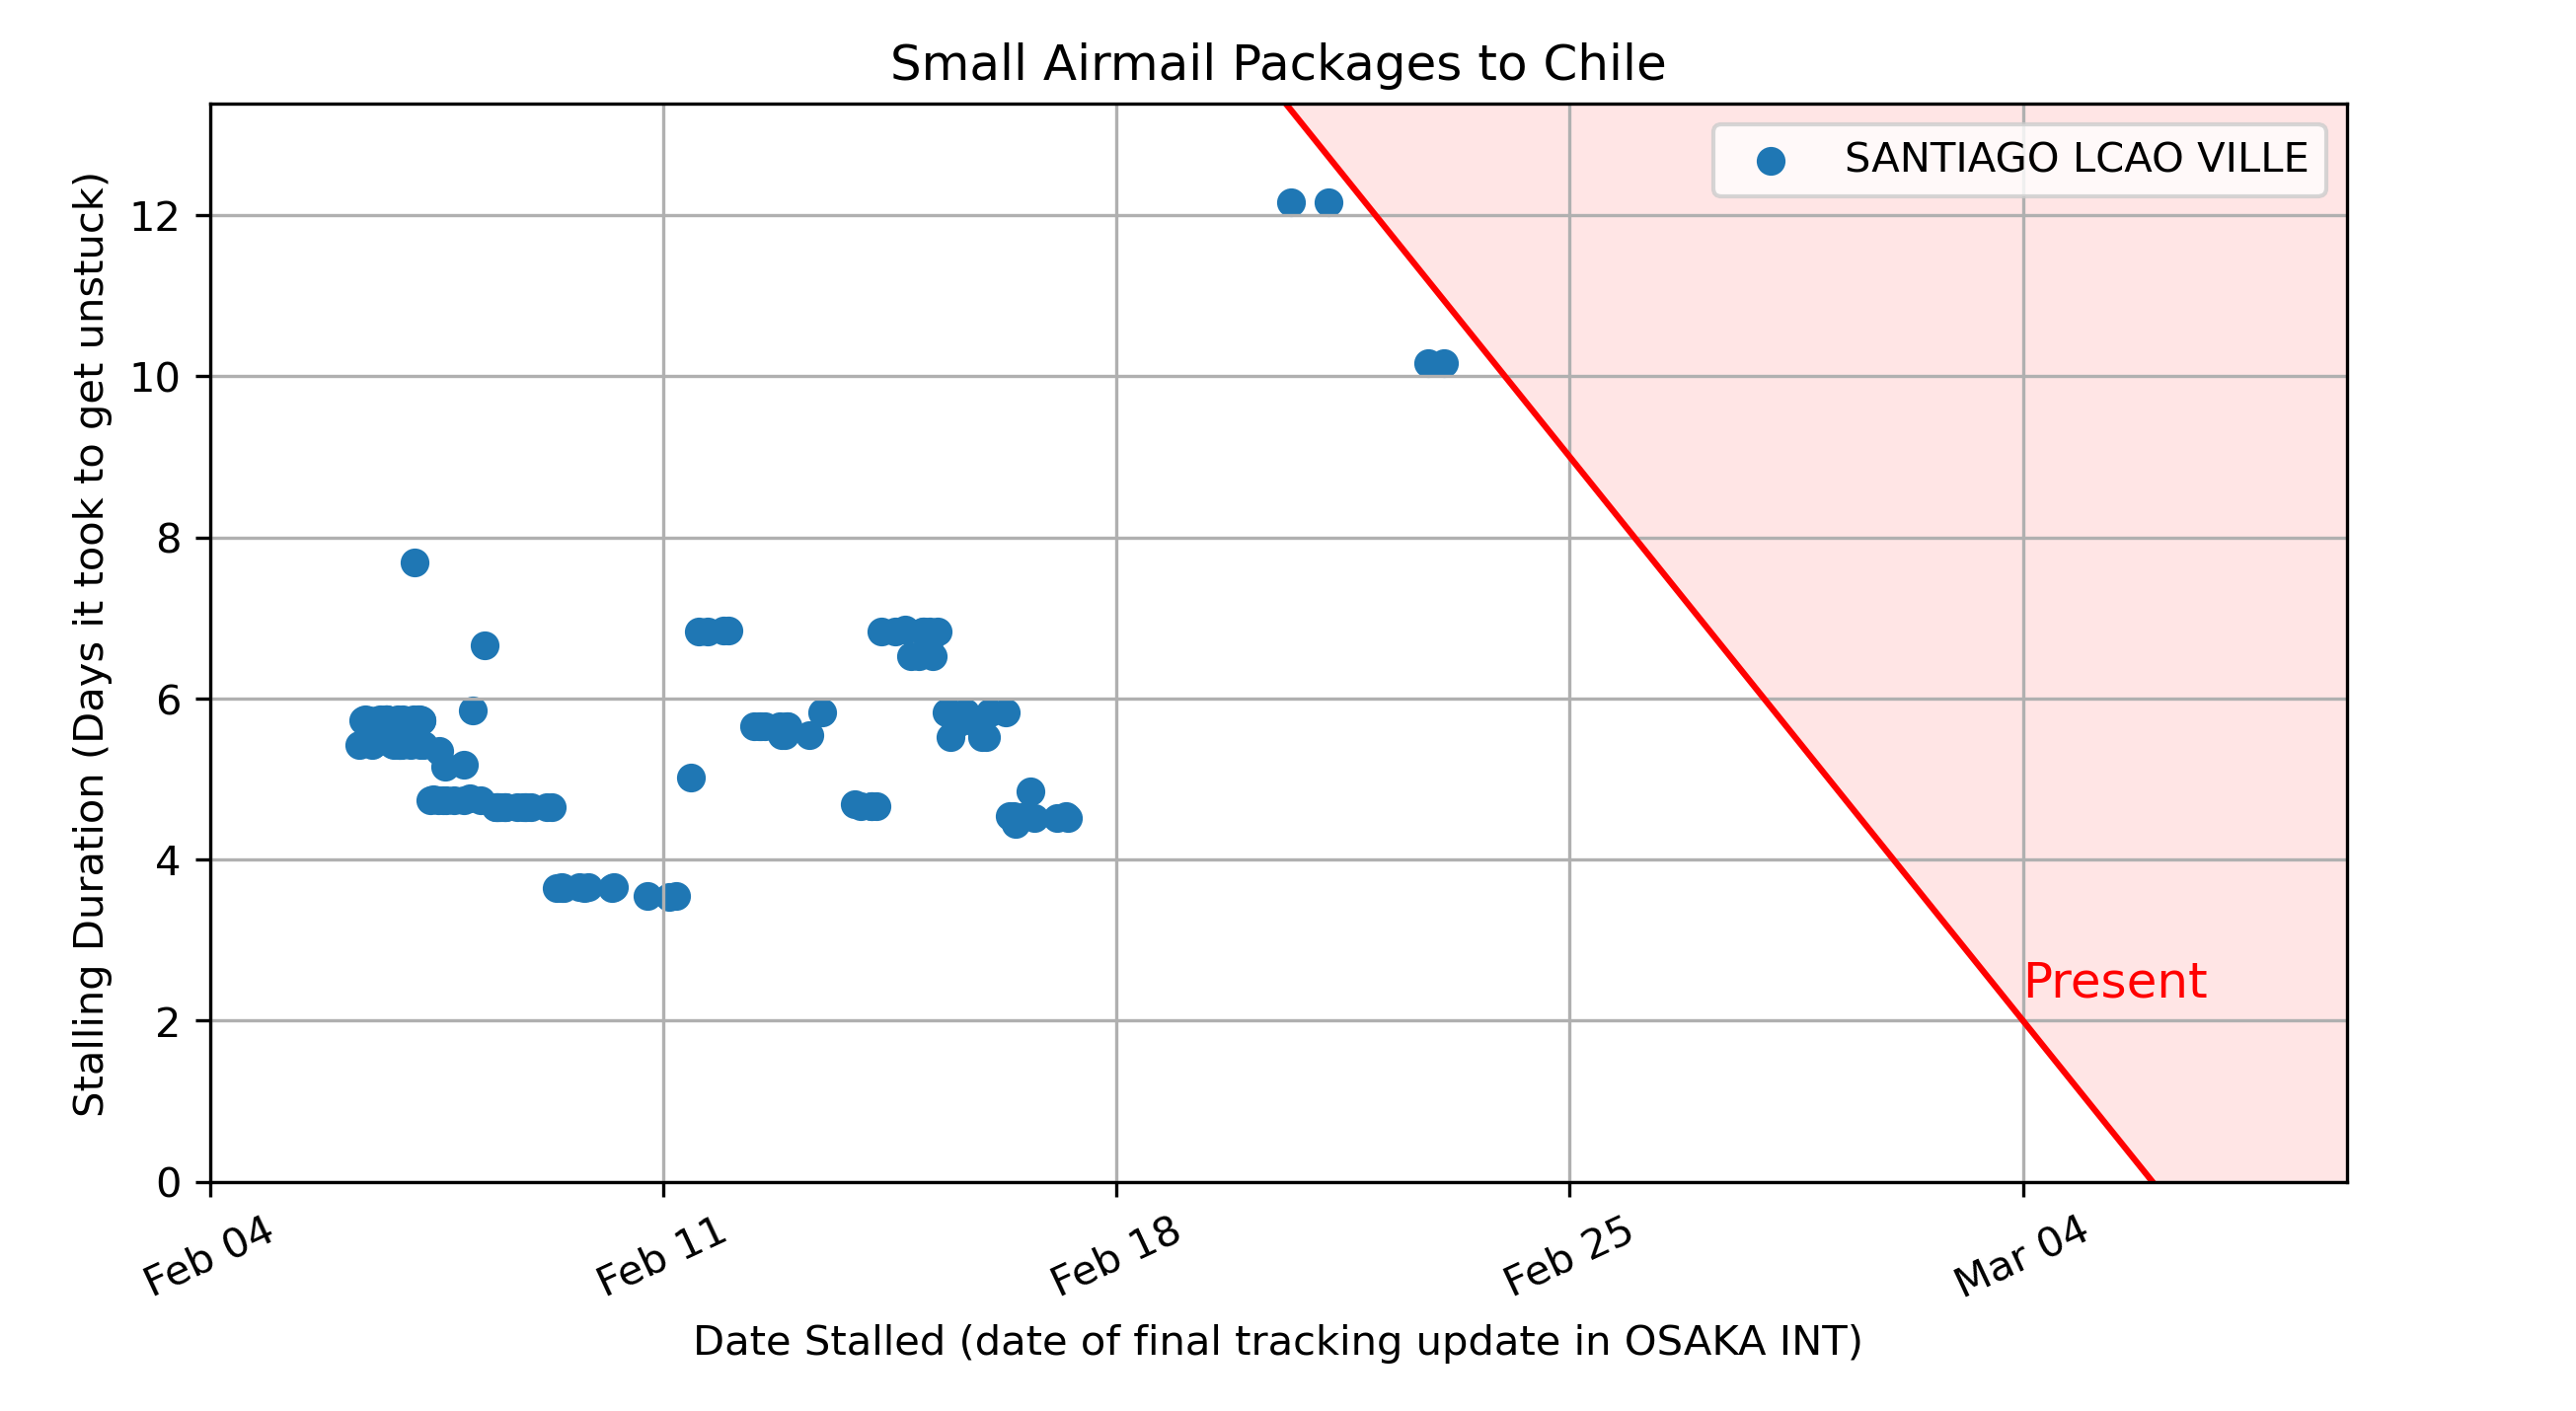 Small Airmail Packages to Chile
SANTIAGO LCAO VILLE
Stalling Duration (Days it took to get unstuck)
12
10
8
6
4
2
0
Present
Feb 04
Feb 11
Feb 18
Feb 25
Mar 04
Date Stalled (date of final tracking update in OSAKA INT)